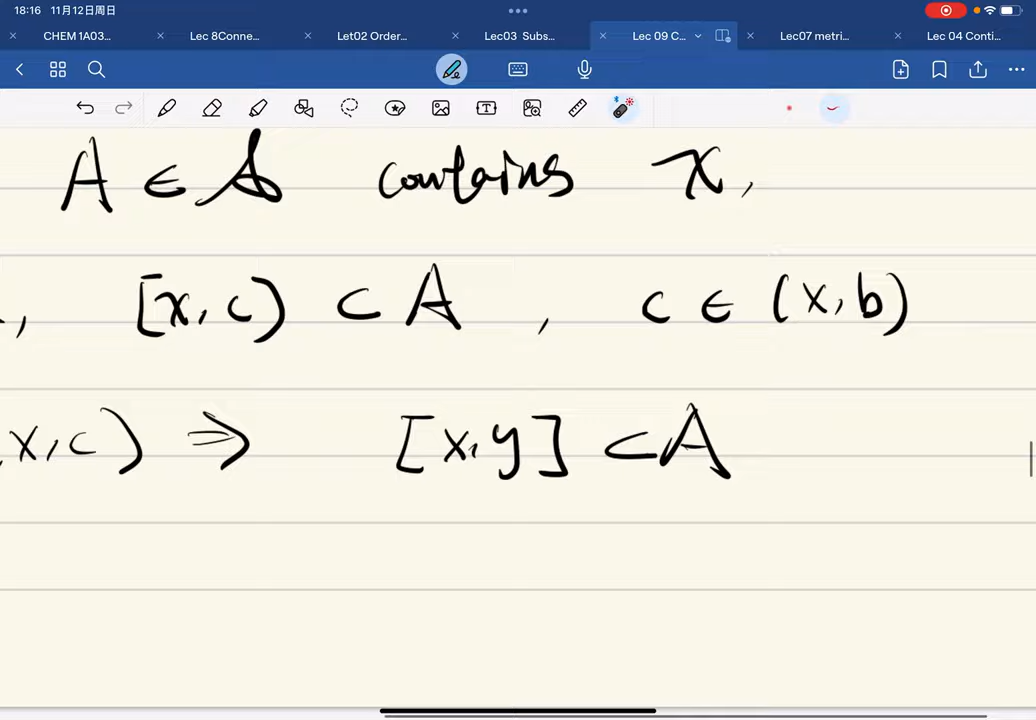 18:16 11月12日周日
CHEM 1A03... Lec 8Conne... Let02 Order... Lec03 Subs... Lec 09 C... Lec07 metri... Lec 04 Conti...
A ∈ 𝒜 contains x,
, [x, c) ⊂ A , c ∈ (x, b)
x, c) ⇒ [x, y] ⊂ A